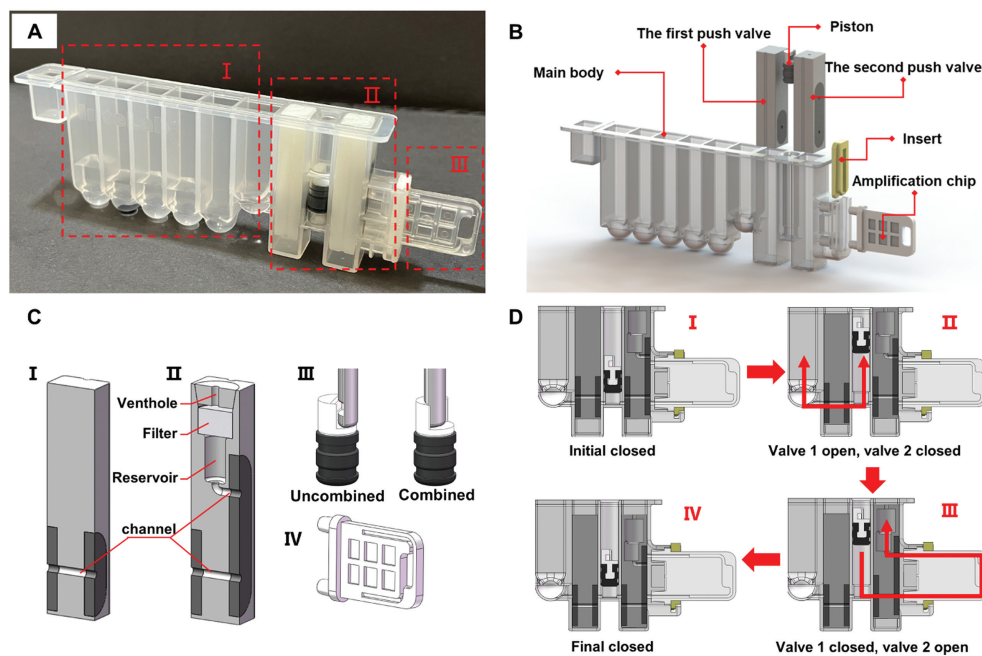 A
I
II
III
B
The first push valve
Piston
Main body
The second push valve
Insert
Amplification chip
C
I
II
III
Venthole
Filter
Reservoir
channel
Uncombined
Combined
IV
D
I
II
Initial closed
Valve 1 open, valve 2 closed
IV
III
Final closed
Valve 1 closed, valve 2 open